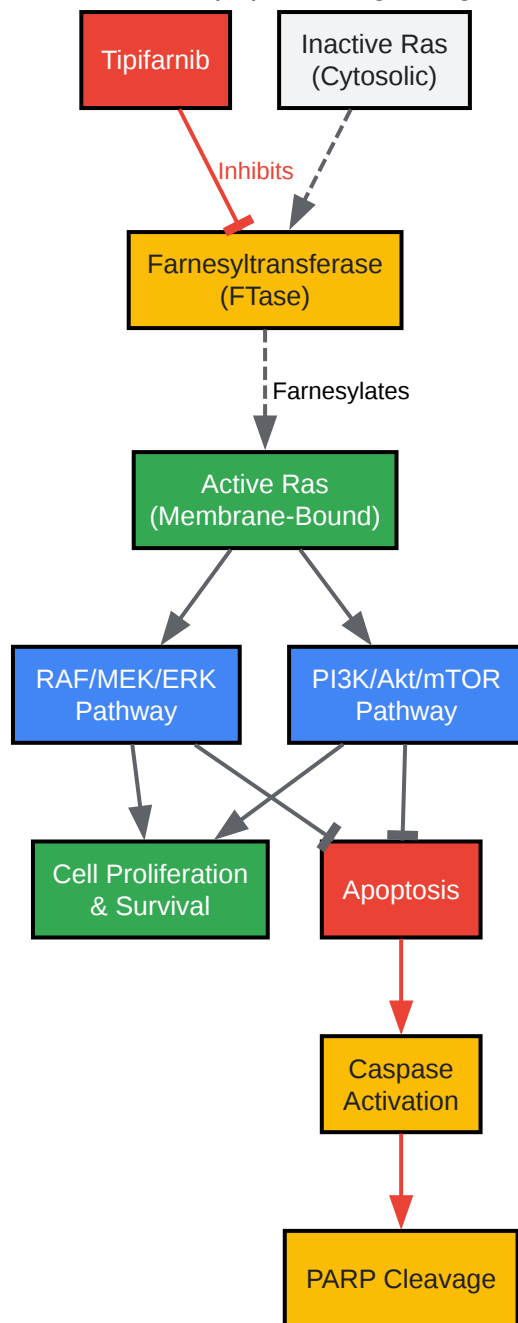 Tipifarnib
Inactive Ras
(Cytosolic)
Inhibits
Farnesyltransferase
(FTase)
Farnesylates
Active Ras
(Membrane-Bound)
RAF/MEK/ERK
Pathway
PI3K/Akt/mTOR
Pathway
Cell Proliferation
& Survival
Apoptosis
Caspase
Activation
PARP Cleavage